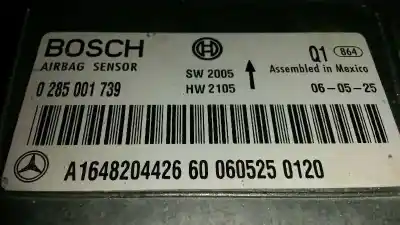 BOSCH
Q1 864
AIRBAG SENSOR SW 2005 Assembled in Mexico
0 285 001 739 HW 2105 06-05-25
A1648204426 60 060525 0120